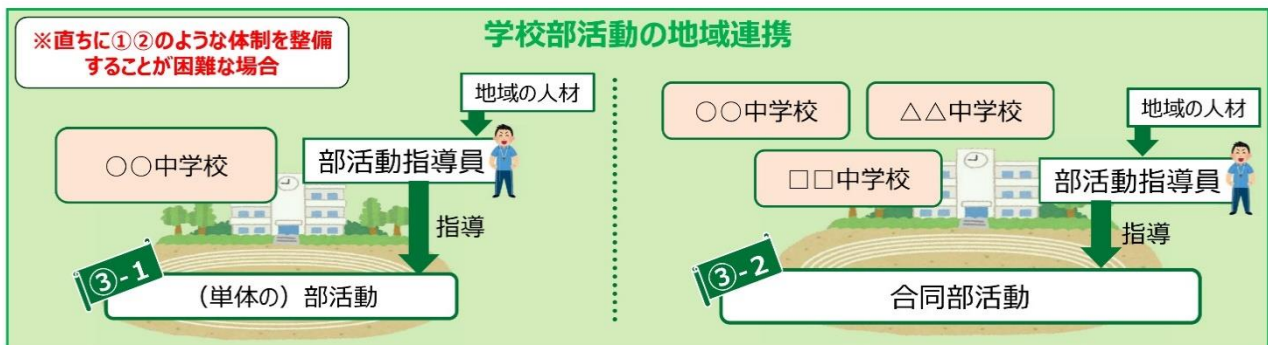 学校部活動の地域連携
※直ちに①②のような体制を整備
することが困難な場合
地域の人材
○○中学校
部活動指導員
指導
③-1
（単体の）部活動
○○中学校
△△中学校
□□中学校
地域の人材
部活動指導員
指導
③-2
合同部活動